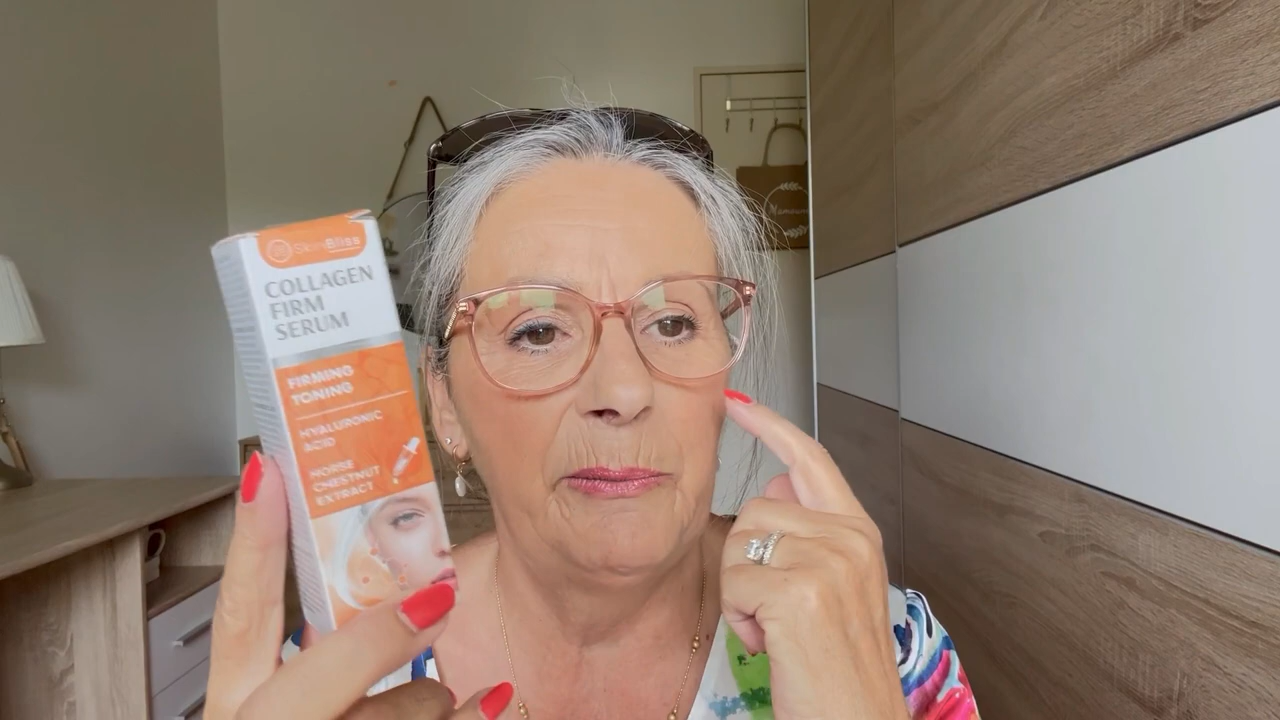 SkinBliss
COLLAGEN
FIRM
SERUM
FIRMING
TONING
HYALURONIC
ACID
HORSE
CHESTNUT
EXTRACT